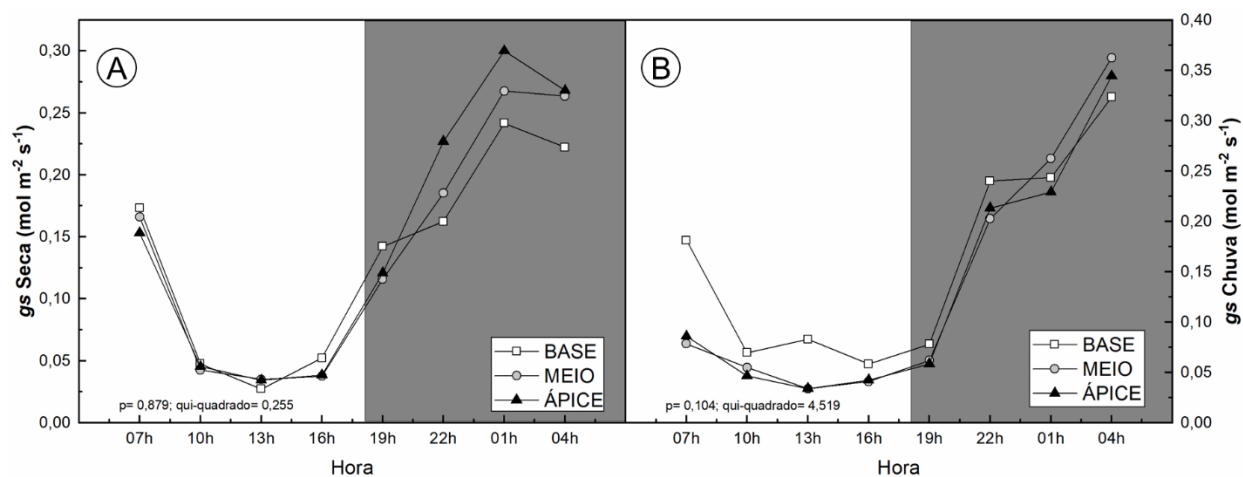 A
gs Seca (mol m⁻² s⁻¹)
0,30
0,25
0,20
0,15
0,10
0,05
0,00
BASE
MEIO
ÁPICE
p= 0,879; qui-quadrado= 0,255
07h 10h 13h 16h 19h 22h 01h 04h
Hora
B
BASE
MEIO
ÁPICE
p= 0,104; qui-quadrado= 4,519
07h 10h 13h 16h 19h 22h 01h 04h
Hora
0,40
0,35
0,30
0,25
0,20
0,15
0,10
0,05
0,00
gs Chuva (mol m⁻² s⁻¹)